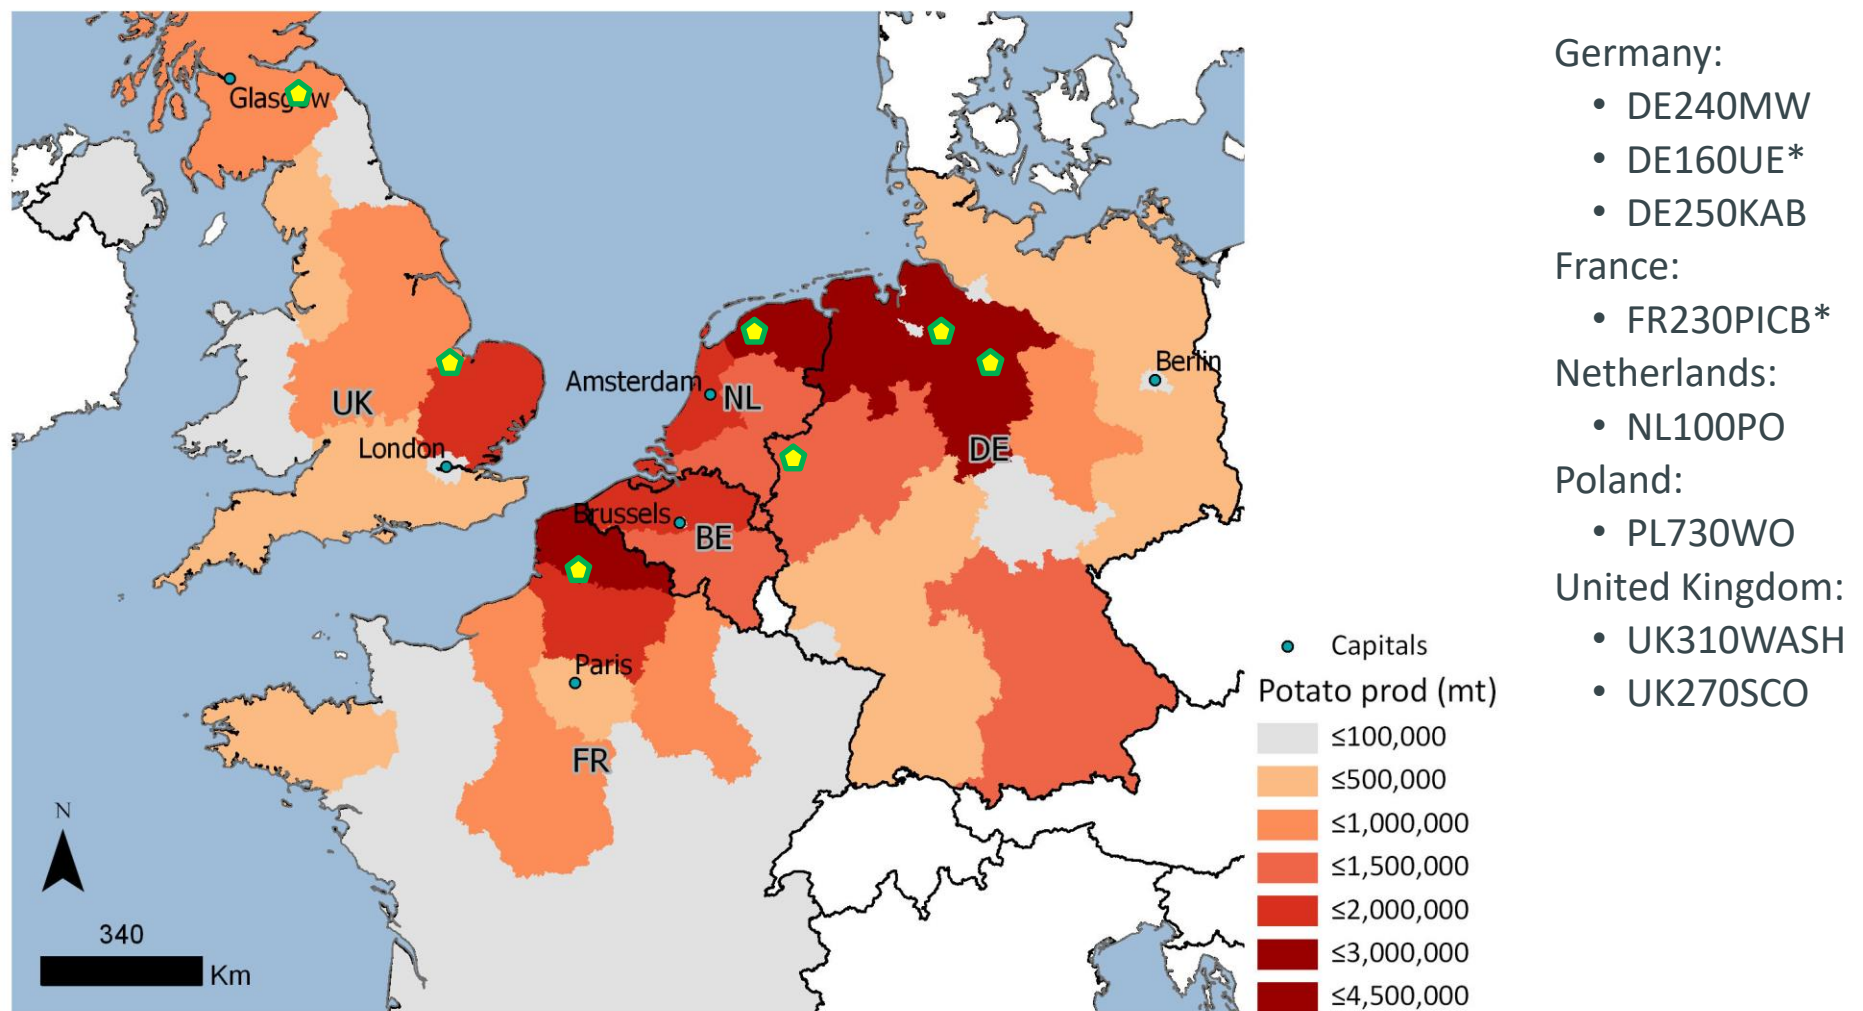 Glasgow
UK
London
Amsterdam
NL
Berlin
DE
Brussels
BE
Paris
FR
N
340
Km
Capitals
Potato prod (mt)
≤100,000
≤500,000
≤1,000,000
≤1,500,000
≤2,000,000
≤3,000,000
≤4,500,000
Germany:
• DE240MW
• DE160UE*
• DE250KAB
France:
• FR230PICB*
Netherlands:
• NL100PO
Poland:
• PL730WO
United Kingdom:
• UK310WASH
• UK270SCO